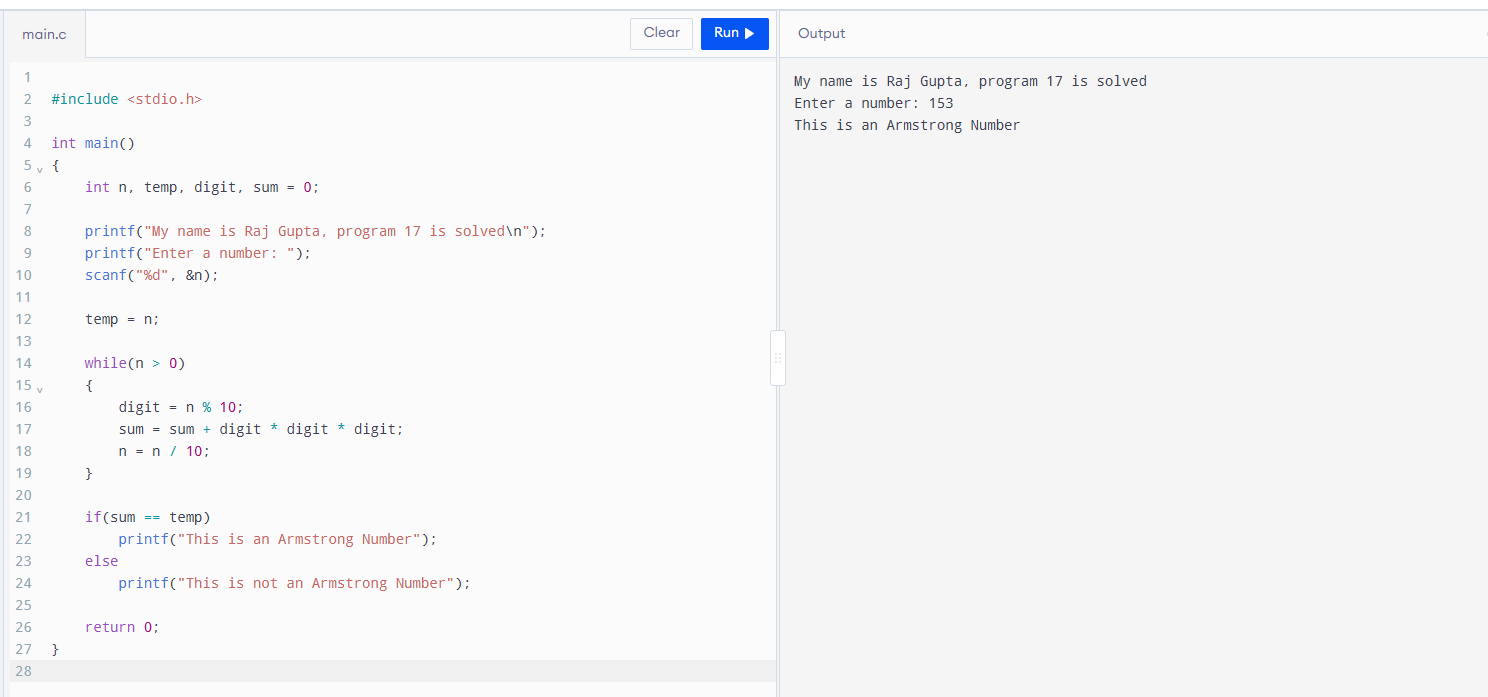 main.c
Clear
Run
1
2 #include <stdio.h>
3
4 int main()
5 {
6     int n, temp, digit, sum = 0;
7
8     printf("My name is Raj Gupta, program 17 is solved\n");
9     printf("Enter a number: ");
10     scanf("%d", &n);
11
12     temp = n;
13
14     while(n > 0)
15     {
16         digit = n % 10;
17         sum = sum + digit * digit * digit;
18         n = n / 10;
19     }
20
21     if(sum == temp)
22         printf("This is an Armstrong Number");
23     else
24         printf("This is not an Armstrong Number");
25
26     return 0;
27 }
28
Output
My name is Raj Gupta, program 17 is solved
Enter a number: 153
This is an Armstrong Number